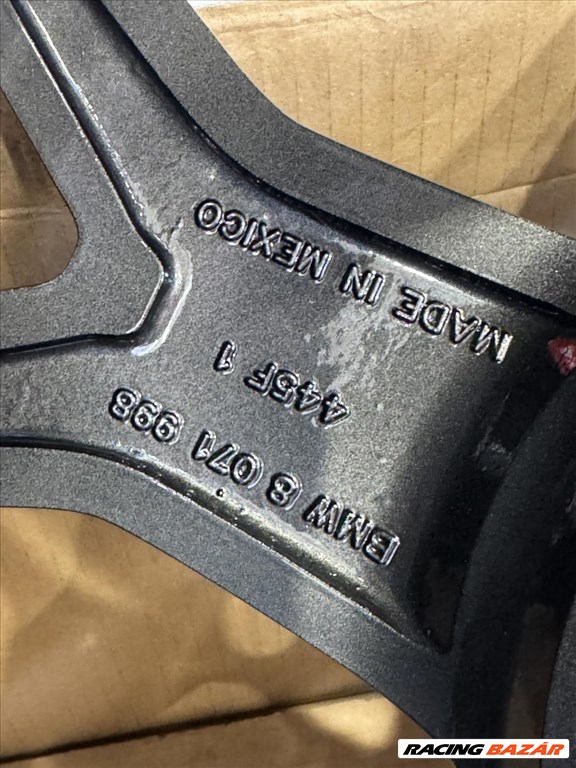 BMW 8 071 998
445F 1
MADE IN MEXICO
RACING BAZÁR